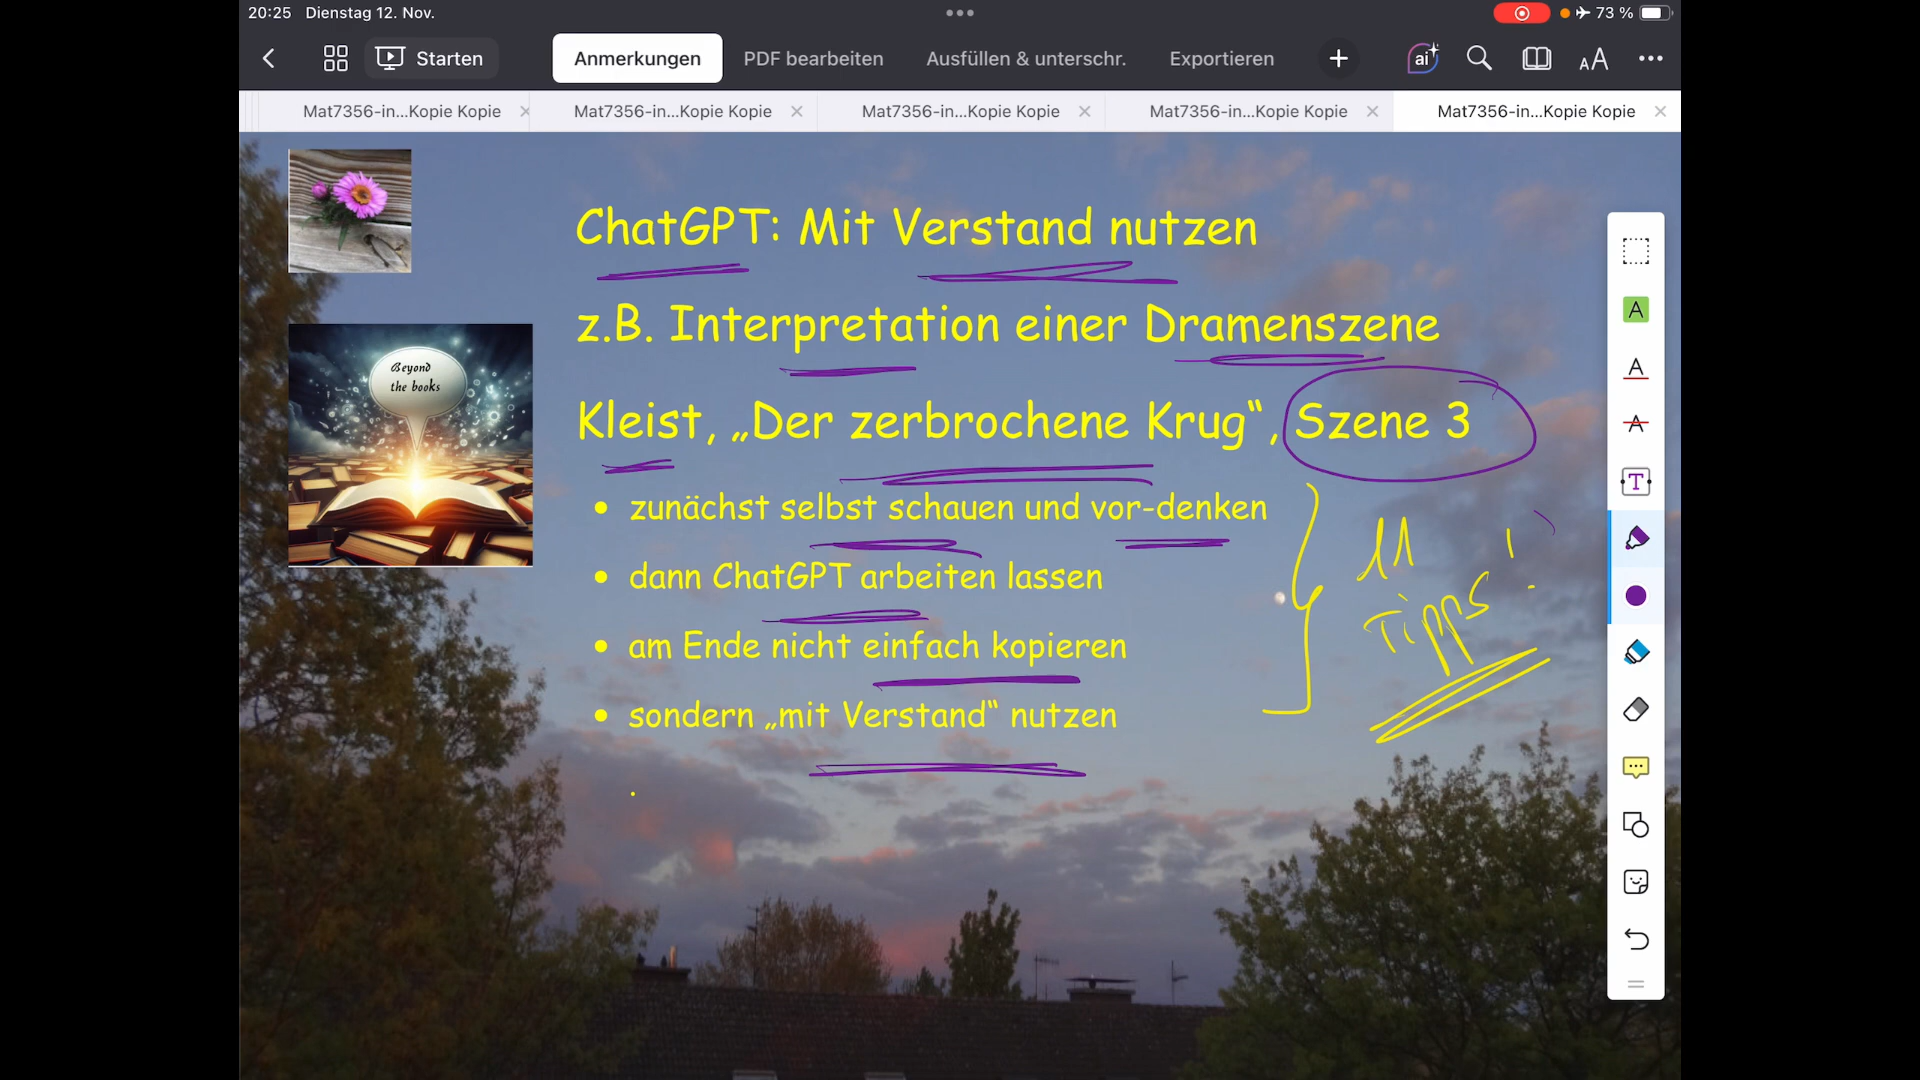 20:25 Dienstag 12. Nov.
73 %
Starten
Anmerkungen
PDF bearbeiten
Ausfüllen & unterschr.
Exportieren
ai
AA
Mat7356-in...Kopie Kopie
Mat7356-in...Kopie Kopie
Mat7356-in...Kopie Kopie
Mat7356-in...Kopie Kopie
Mat7356-in...Kopie Kopie
ChatGPT: Mit Verstand nutzen
z.B. Interpretation einer Dramenszene
Beyond
the books
Kleist, „Der zerbrochene Krug“, Szene 3
• zunächst selbst schauen und vor-denken
• dann ChatGPT arbeiten lassen
• am Ende nicht einfach kopieren
• sondern „mit Verstand“ nutzen
11
Tipps!
A
A
A
T